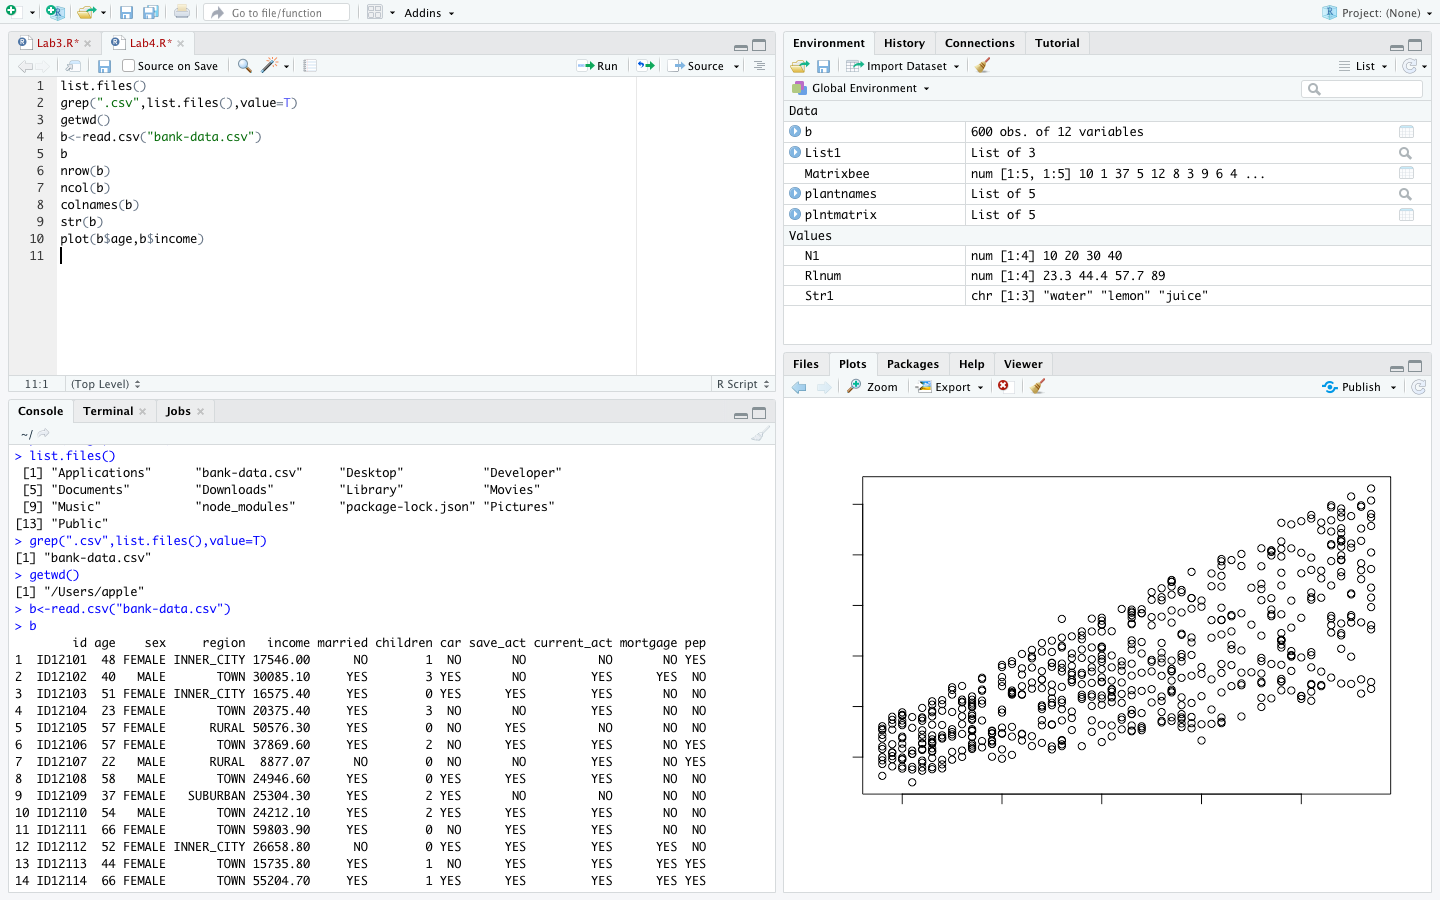 Go to file/function
Addins
Project: (None)
Lab3.R*
Lab4.R*
Source on Save
Run
Source
1 list.files()
2 grep(".csv",list.files(),value=T)
3 getwd()
4 b<-read.csv("bank-data.csv")
5 b
6 nrow(b)
7 ncol(b)
8 colnames(b)
9 str(b)
10 plot(b$age,b$income)
11
11:1 (Top Level) R Script
Console Terminal Jobs
~/
> list.files()
[1] "Applications" "bank-data.csv" "Desktop" "Developer"
[5] "Documents" "Downloads" "Library" "Movies"
[9] "Music" "node_modules" "package-lock.json" "Pictures"
[13] "Public"
> grep(".csv",list.files(),value=T)
[1] "bank-data.csv"
> getwd()
[1] "/Users/apple"
> b<-read.csv("bank-data.csv")
> b
id age sex region income married children car save_act current_act mortgage pep
1 ID12101 48 FEMALE INNER_CITY 17546.00 NO 1 NO NO NO NO YES
2 ID12102 40 MALE TOWN 30085.10 YES 3 YES NO YES YES NO
3 ID12103 51 FEMALE INNER_CITY 16575.40 YES 0 YES YES YES NO NO
4 ID12104 23 FEMALE TOWN 20375.40 YES 3 NO NO YES NO NO
5 ID12105 57 FEMALE RURAL 50576.30 YES 0 NO YES NO NO NO
6 ID12106 57 FEMALE TOWN 37869.60 YES 2 NO YES YES NO YES
7 ID12107 22 MALE RURAL 8877.07 NO 0 NO NO YES NO YES
8 ID12108 58 MALE TOWN 24946.60 YES 0 YES YES YES NO NO
9 ID12109 37 FEMALE SUBURBAN 25304.30 YES 2 YES NO NO NO NO
10 ID12110 54 MALE TOWN 24212.10 YES 2 YES YES YES NO NO
11 ID12111 66 FEMALE TOWN 59803.90 YES 0 NO YES YES NO NO
12 ID12112 52 FEMALE INNER_CITY 26658.80 NO 0 YES YES YES YES NO
13 ID12113 44 FEMALE TOWN 15735.80 YES 1 NO YES YES YES YES
14 ID12114 66 FEMALE TOWN 55204.70 YES 1 YES YES YES YES YES
Environment History Connections Tutorial
Import Dataset
List
Global Environment
Data
b 600 obs. of 12 variables
List1 List of 3
Matrixbee num [1:5, 1:5] 10 1 37 5 12 8 3 9 6 4 ...
plantnames List of 5
plntmatrix List of 5
Values
N1 num [1:4] 10 20 30 40
Rlnum num [1:4] 23.3 44.4 57.7 89
Str1 chr [1:3] "water" "lemon" "juice"
Files Plots Packages Help Viewer
Zoom Export Publish